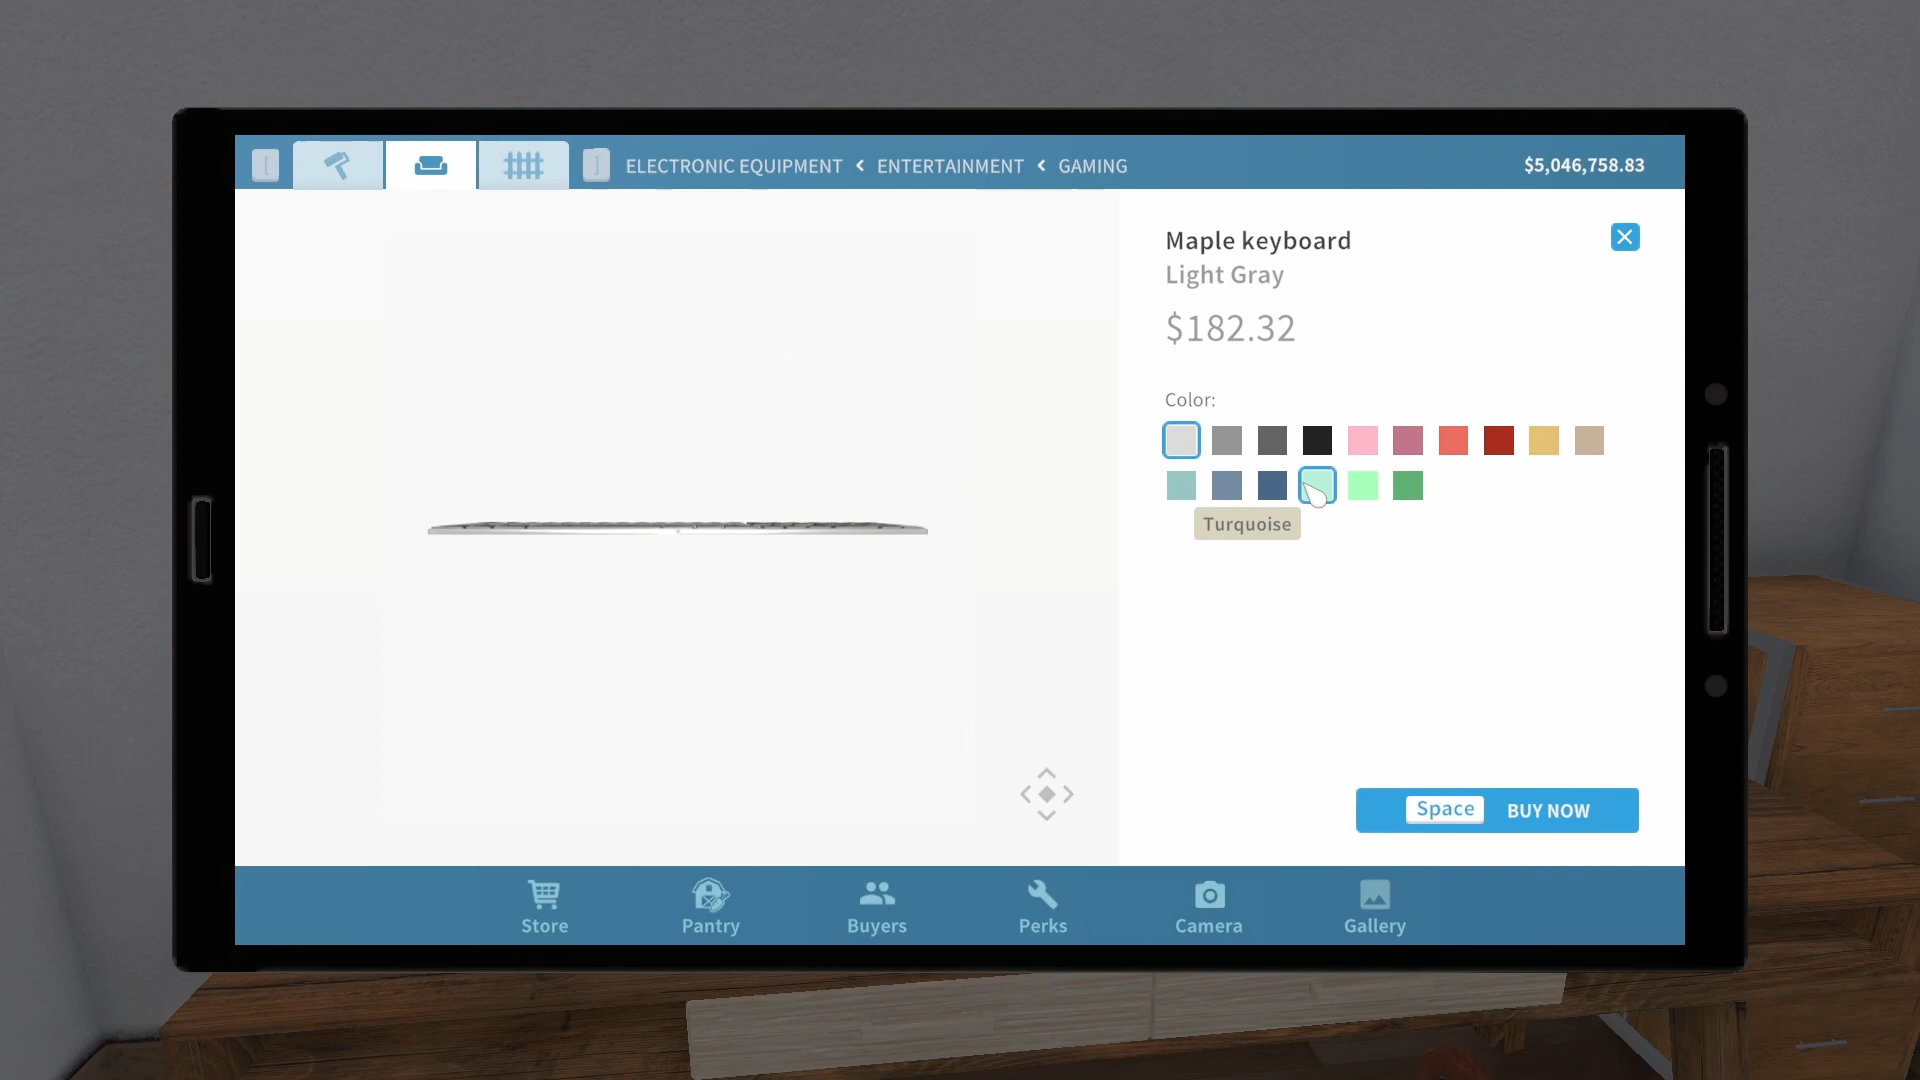 ELECTRONIC EQUIPMENT < ENTERTAINMENT < GAMING
$5,046,758.83
Maple keyboard
Light Gray
$182.32
Color:
Turquoise
Space BUY NOW
Store
Pantry
Buyers
Perks
Camera
Gallery